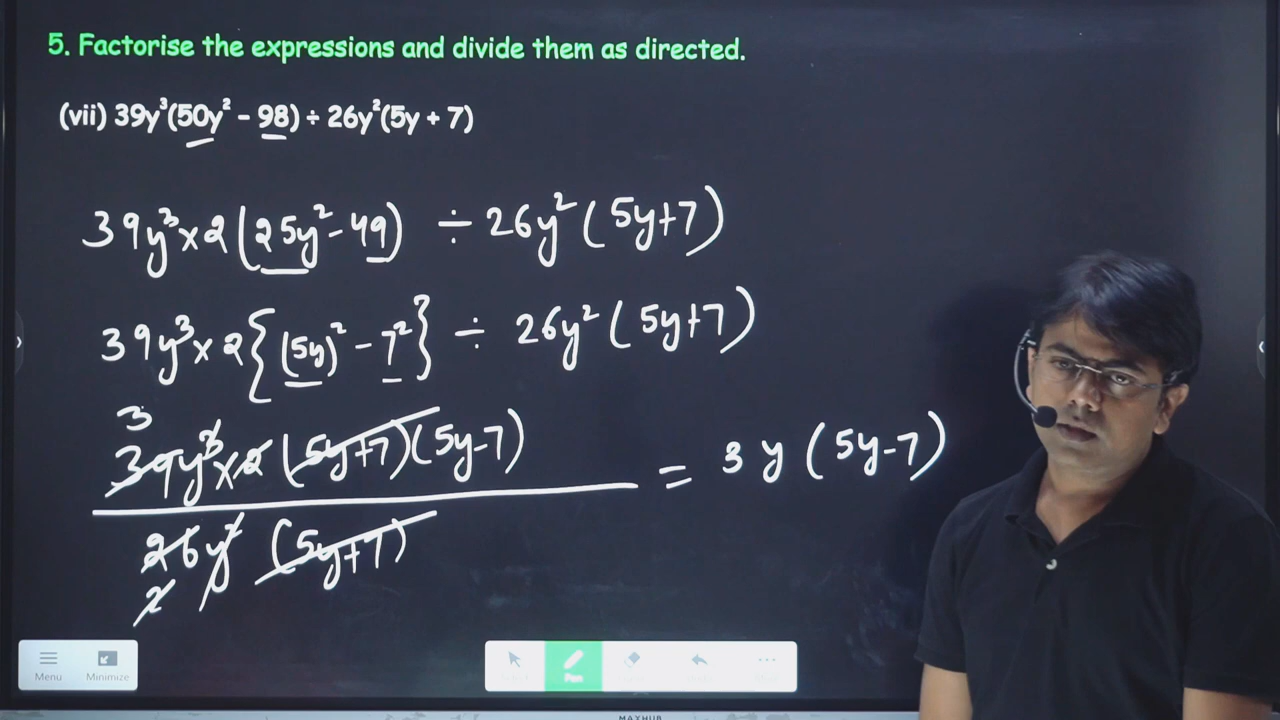 5. Factorise the expressions and divide them as directed.
(vii) 39y³(50y² - 98) ÷ 26y²(5y + 7)
39y³×2(25y²-49) ÷ 26y²(5y+7)
39y³×2{(5y)²-7²} ÷ 26y²(5y+7)
3
39y³×2(5y+7)(5y-7) = 3y(5y-7)
26y²(5y+7)
2
Menu Minimize Pen
MAXHUB